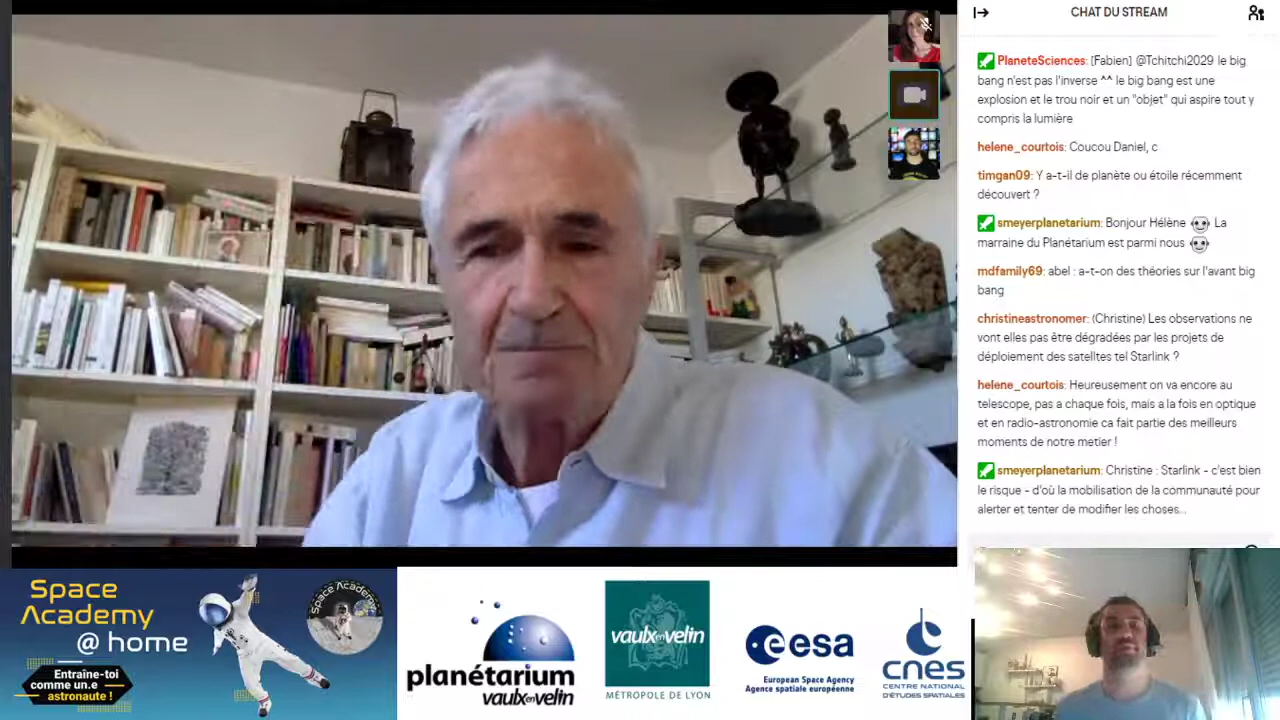 CHAT DU STREAM
PlaneteSciences: [Fabien] @Tchitchi2029 le big
bang n'est pas l'inverse ^^ le big bang est une
explosion et le trou noir et un "objet" qui aspire tout y
compris la lumière
helene_courtois: Coucou Daniel, c
timgan09: Y a-t-il de planète ou étoile récemment
découvert ?
smeyerplanetarium: Bonjour Hélène La
marraine du Planétarium est parmi nous
mdfamily69: abel : a-t-on des théories sur l'avant big
bang
christineastronomer: (Christine) Les observations ne
vont elles pas être dégradées par les projets de
déploiement des satelltes tel Starlink ?
helene_courtois: Heureusement on va encore au
telescope, pas a chaque fois, mais a la fois en optique
et en radio-astronomie ca fait partie des meilleurs
moments de notre metier !
smeyerplanetarium: Christine : Starlink - c'est bien
le risque - d'où la mobilisation de la communauté pour
alerter et tenter de modifier les choses...
Space
Academy
@ home
Entraîne-toi
comme un.e
astronaute !
Space Academy
planétarium
vaulx en velin
vaulx en velin
MÉTROPOLE DE LYON
esa
European Space Agency
Agence spatiale européenne
cnes
CENTRE NATIONAL
D'ÉTUDES SPATIALES